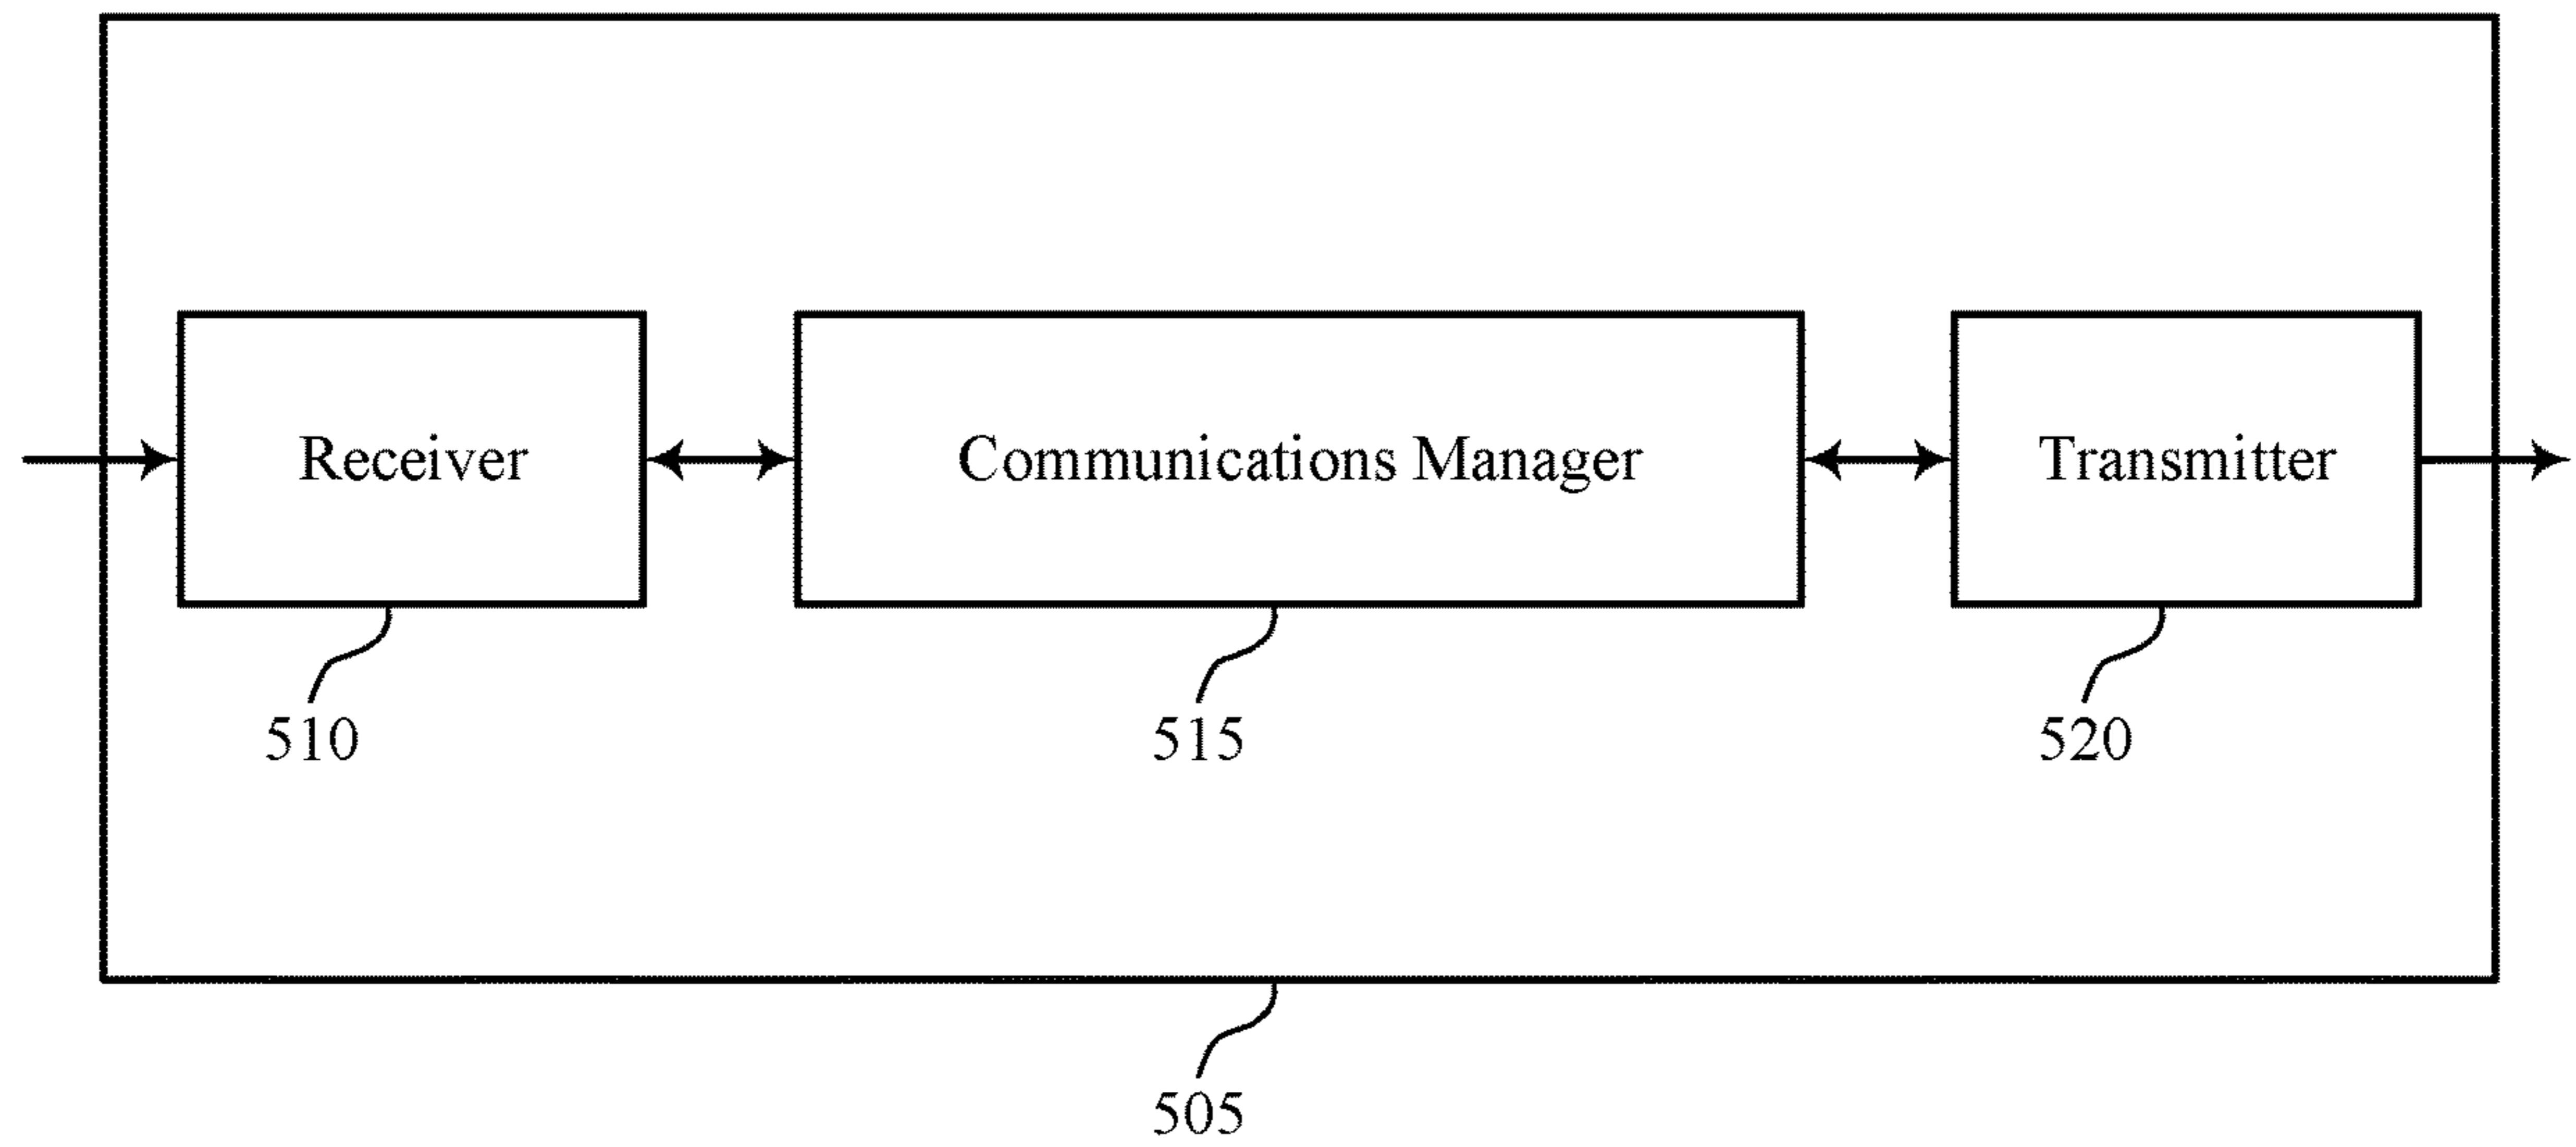 Receiver
Communications Manager
Transmitter
510
515
520
505